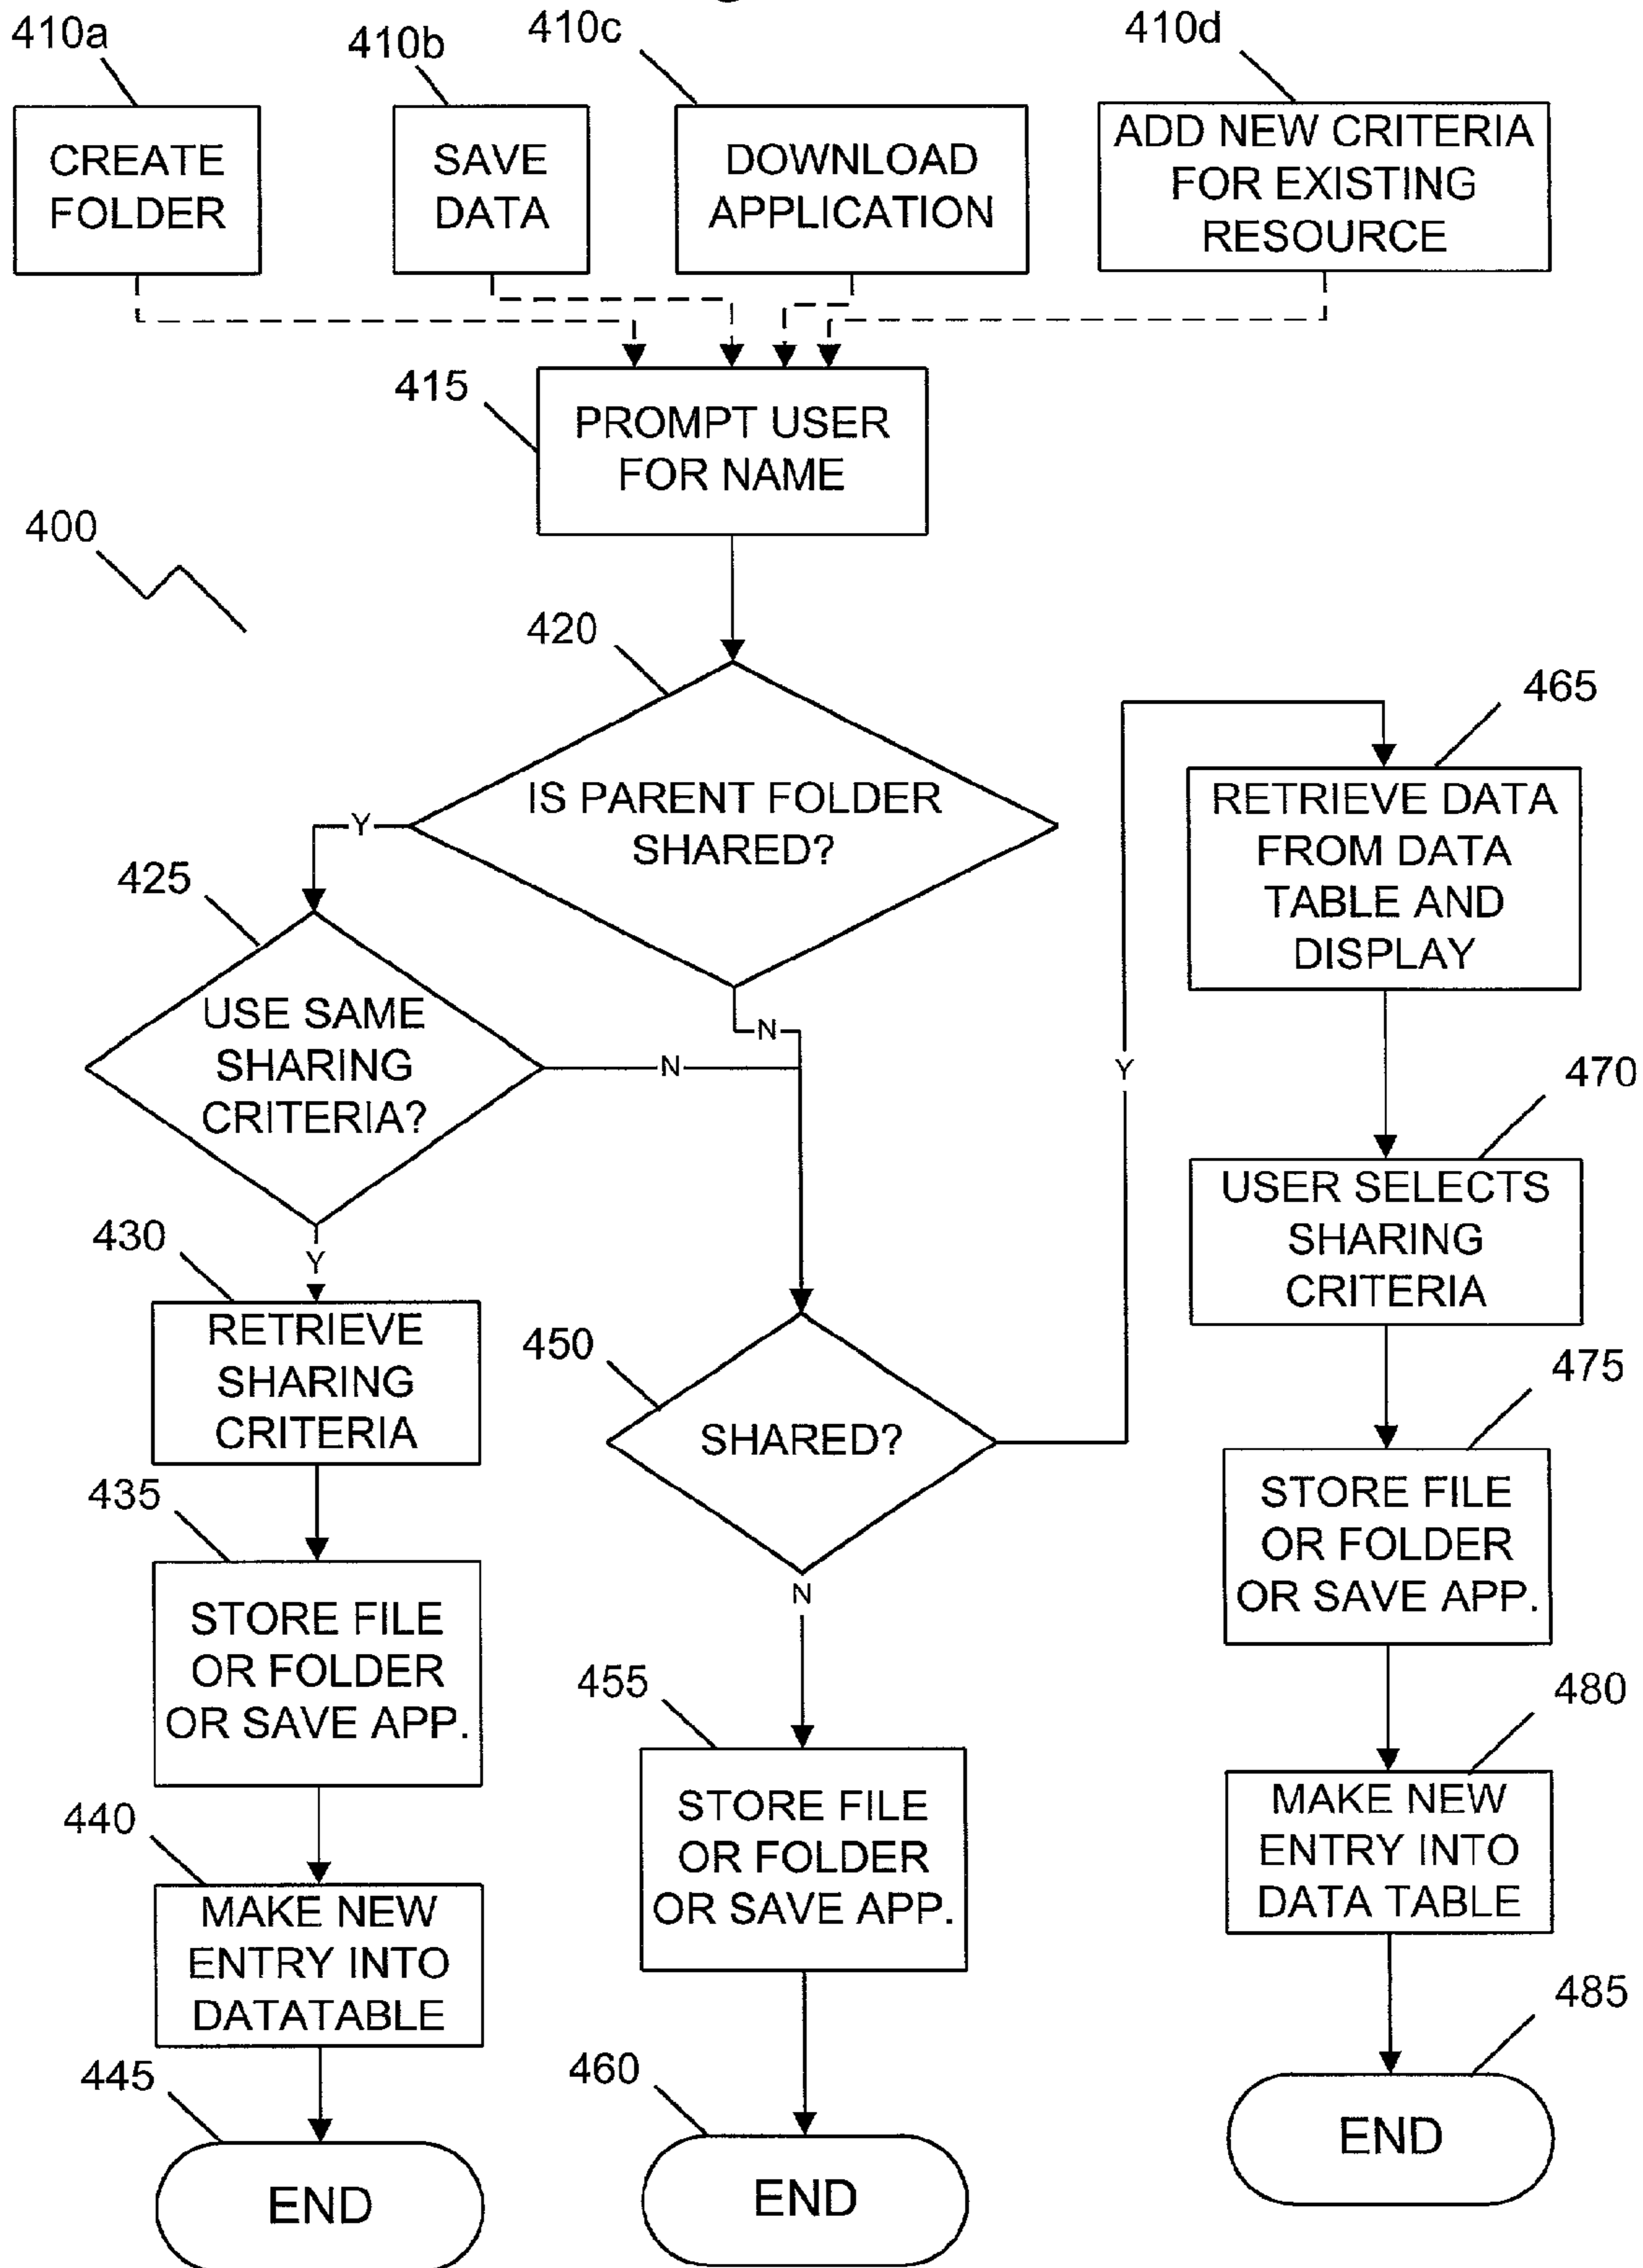 410a
410b
410c
410d
CREATE
FOLDER
SAVE
DATA
DOWNLOAD
APPLICATION
ADD NEW CRITERIA
FOR EXISTING
RESOURCE
415
PROMPT USER
FOR NAME
400
420
IS PARENT FOLDER
SHARED?
Y
N
425
USE SAME
SHARING
CRITERIA?
N
Y
430
RETRIEVE
SHARING
CRITERIA
435
STORE FILE
OR FOLDER
OR SAVE APP.
440
MAKE NEW
ENTRY INTO
DATATABLE
445
END
450
SHARED?
Y
N
455
STORE FILE
OR FOLDER
OR SAVE APP.
460
END
465
RETRIEVE DATA
FROM DATA
TABLE AND
DISPLAY
470
USER SELECTS
SHARING
CRITERIA
475
STORE FILE
OR FOLDER
OR SAVE APP.
480
MAKE NEW
ENTRY INTO
DATA TABLE
485
END